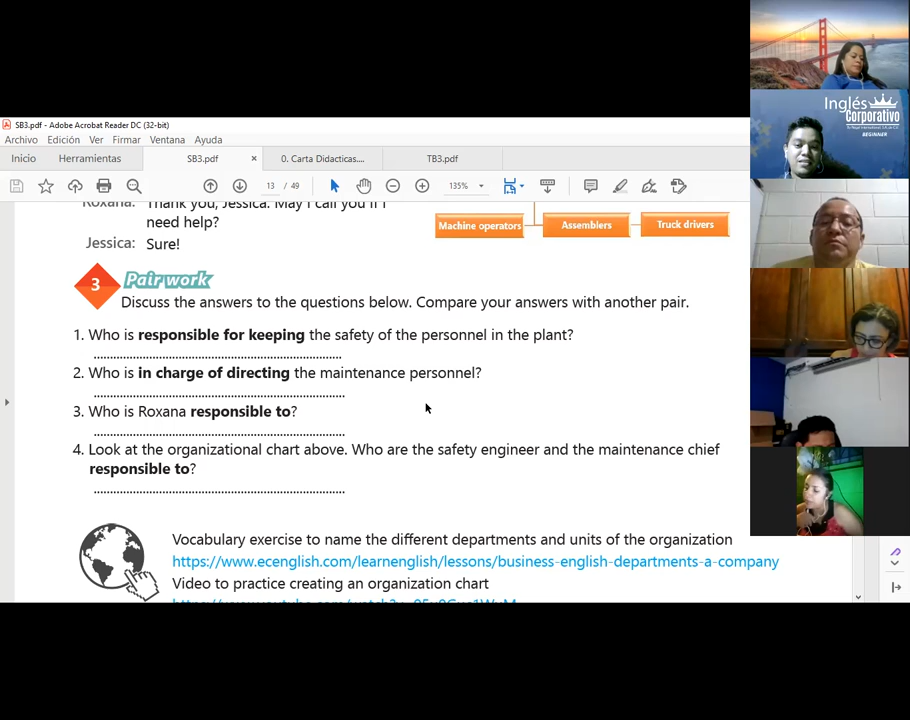 SB3.pdf - Adobe Acrobat Reader DC (32-bit)
Archivo Edición Ver Firmar Ventana Ayuda
Inicio Herramientas SB3.pdf × 0. Carta Didacticas.... TB3.pdf
13 / 49 135%
Roxana: Thank you, Jessica. May I call you if I
need help?
Jessica: Sure!
Machine operators Assemblers Truck drivers
3 Pair work
Discuss the answers to the questions below. Compare your answers with another pair.
1. Who is responsible for keeping the safety of the personnel in the plant?
2. Who is in charge of directing the maintenance personnel?
3. Who is Roxana responsible to?
4. Look at the organizational chart above. Who are the safety engineer and the maintenance chief
responsible to?
Vocabulary exercise to name the different departments and units of the organization
https://www.ecenglish.com/learnenglish/lessons/business-english-departments-a-company
Video to practice creating an organization chart
Inglés
Corporativo
BEGINNER